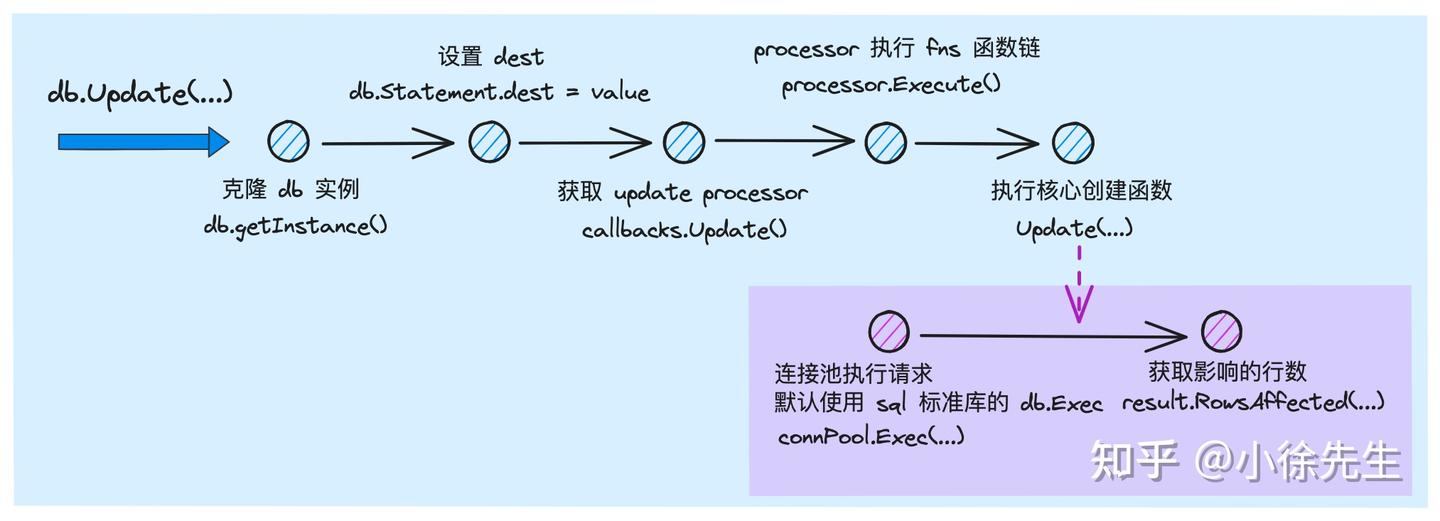 db.Update(...)
克隆 db 实例
db.getInstance()
设置 dest
db.Statement.dest = value
获取 update processor
callbacks.Update()
processor 执行 fns 函数链
processor.Execute()
执行核心创建函数
Update(...)
连接池执行请求
默认使用 sql 标准库的 db.Exec
connPool.Exec(...)
获取影响的行数
result.RowsAffected(...)
知乎 @小徐先生